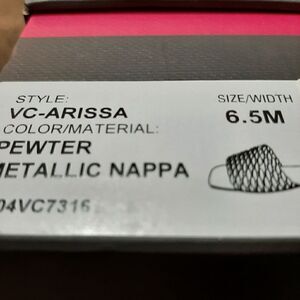 STYLE: SIZE/WIDTH
VC-ARISSA 6.5M
COLOR/MATERIAL:
PEWTER
METALLIC NAPPA
04VC7316